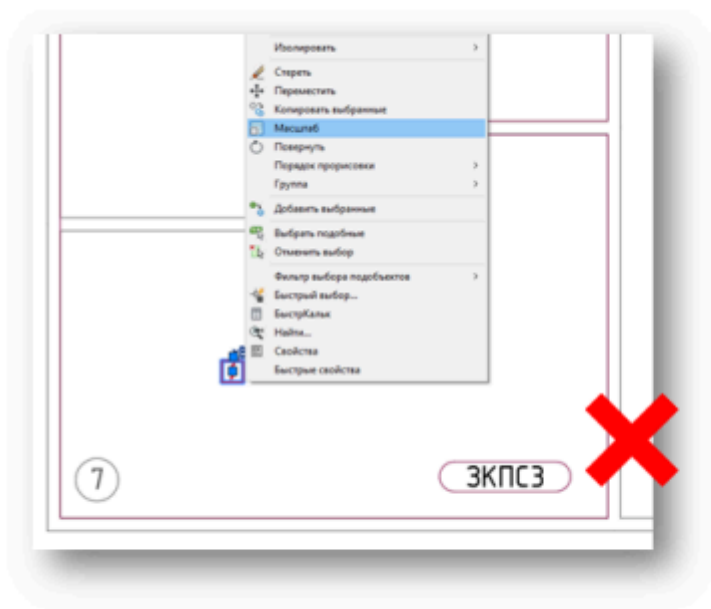 Изолировать
Стереть
Переместить
Копировать выбранные
Масштаб
Повернуть
Порядок прорисовки
Группа
Добавить выбранные
Выбрать подобные
Отменить выбор
Фильтр выбора подобъектов
Быстрый выбор...
БыстрКальк
Найти...
Свойства
Быстрые свойства
7
ЗКПСЗ